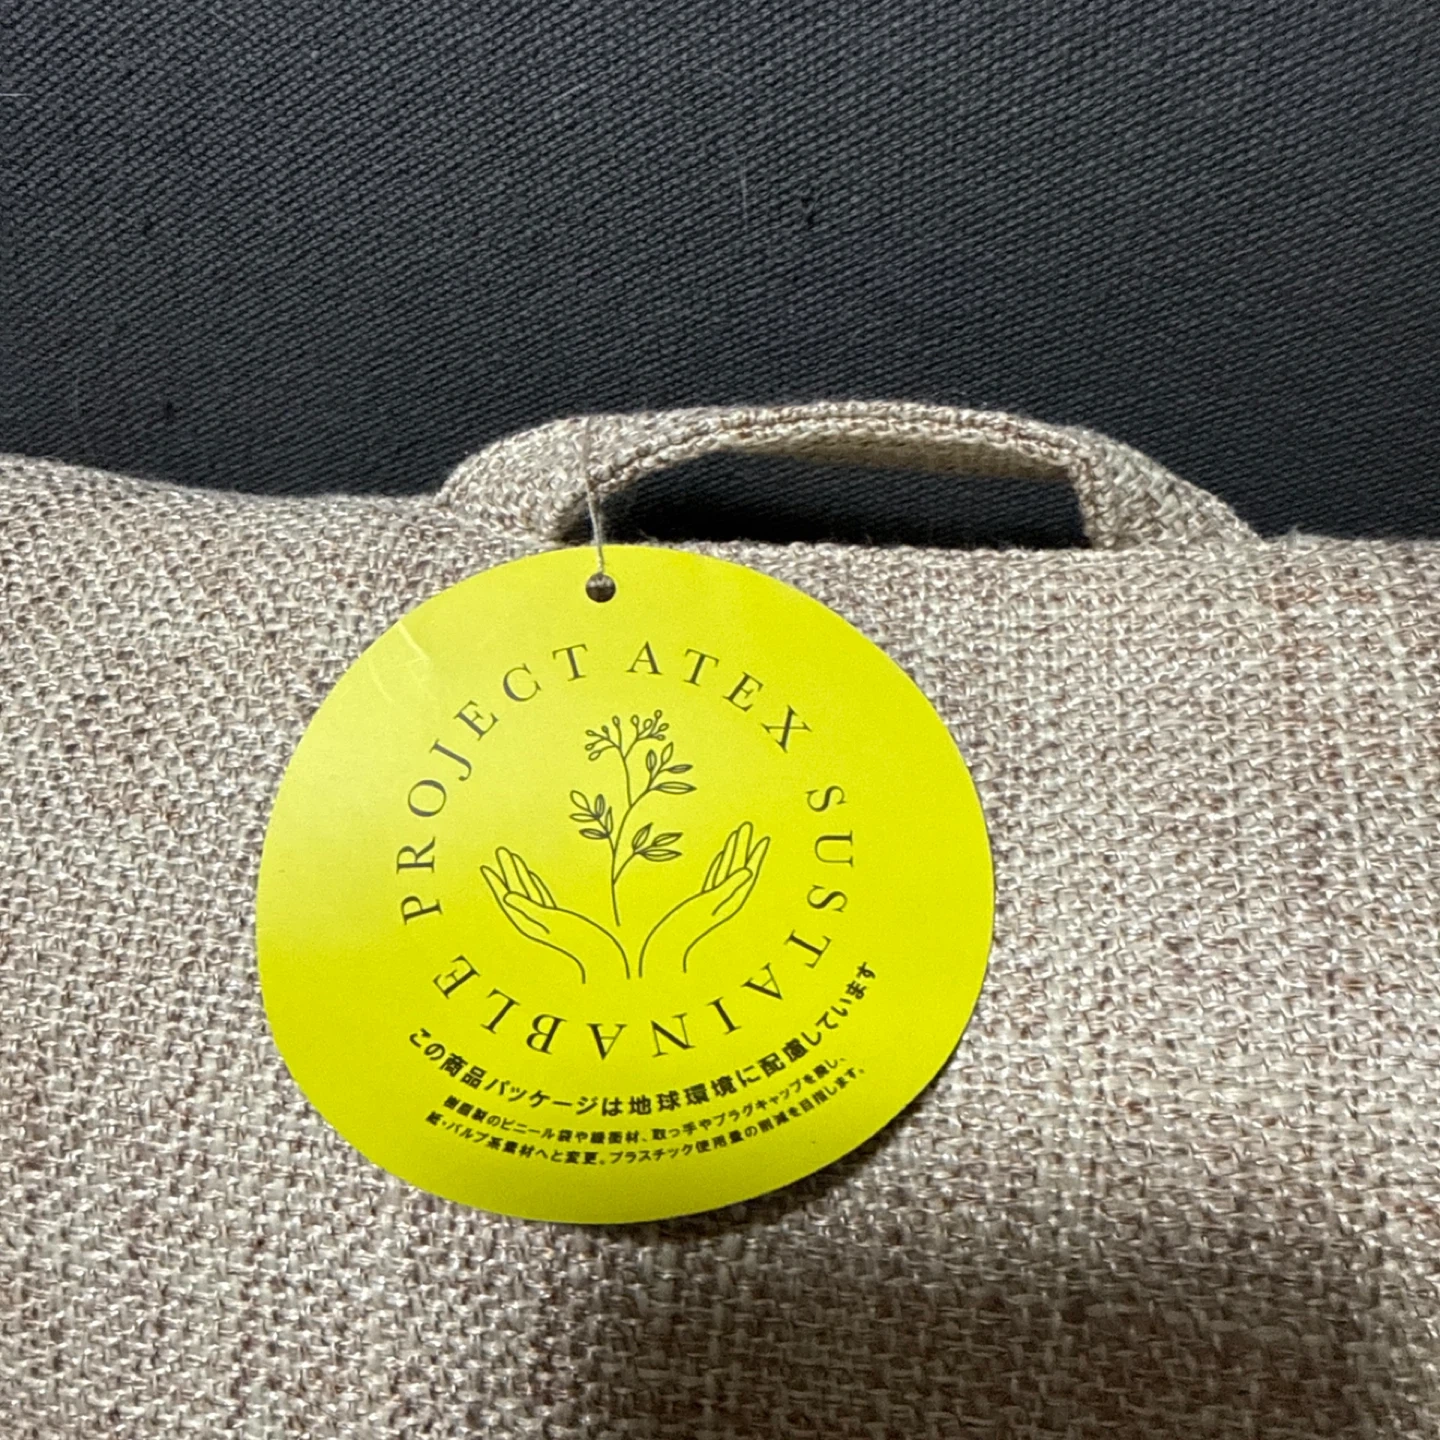 PROJECT ATEX SUSTAINABLE
この商品パッケージは地球環境に配慮しています
樹脂製のビニール袋や緩衝材、取っ手やプラグキャップを廃し、
紙・パルプ系素材へと変更。プラスチック使用量の削減を目指します。